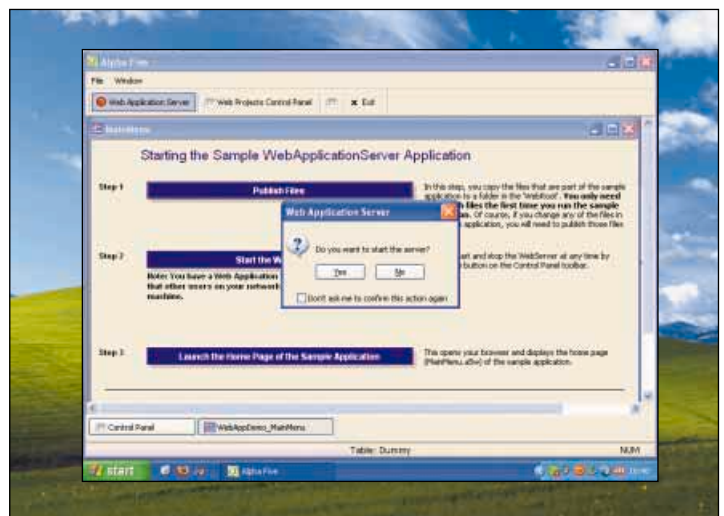 Alpha Five
File Window
Web Application Server Web Projects Control Panel Exit
MainMenu
Starting the Sample WebApplicationServer Application
Step 1
Publish Files
In this step, you copy the files that are part of the sample
application to a folder in the 'WebRoot'. You only need
files the first time you run the sample
Of course, if you change any of the files in
application, you will need to publish those files
Web Application Server
Do you want to start the server?
Yes No
Don't ask me to confirm this action again
Step 2
Start the W
art and stop the WebServer at any time by
button on the Control Panel toolbar.
Note: You have a Web Application
that other users on your network
machine.
Step 3
Launch the Home Page of the Sample Application
This opens your browser and displays the home page
(MainMenu.a5w) of the sample application.
Control Panel WebAppDemo_MainMenu
Table: Dummy NUM
start Alpha Five